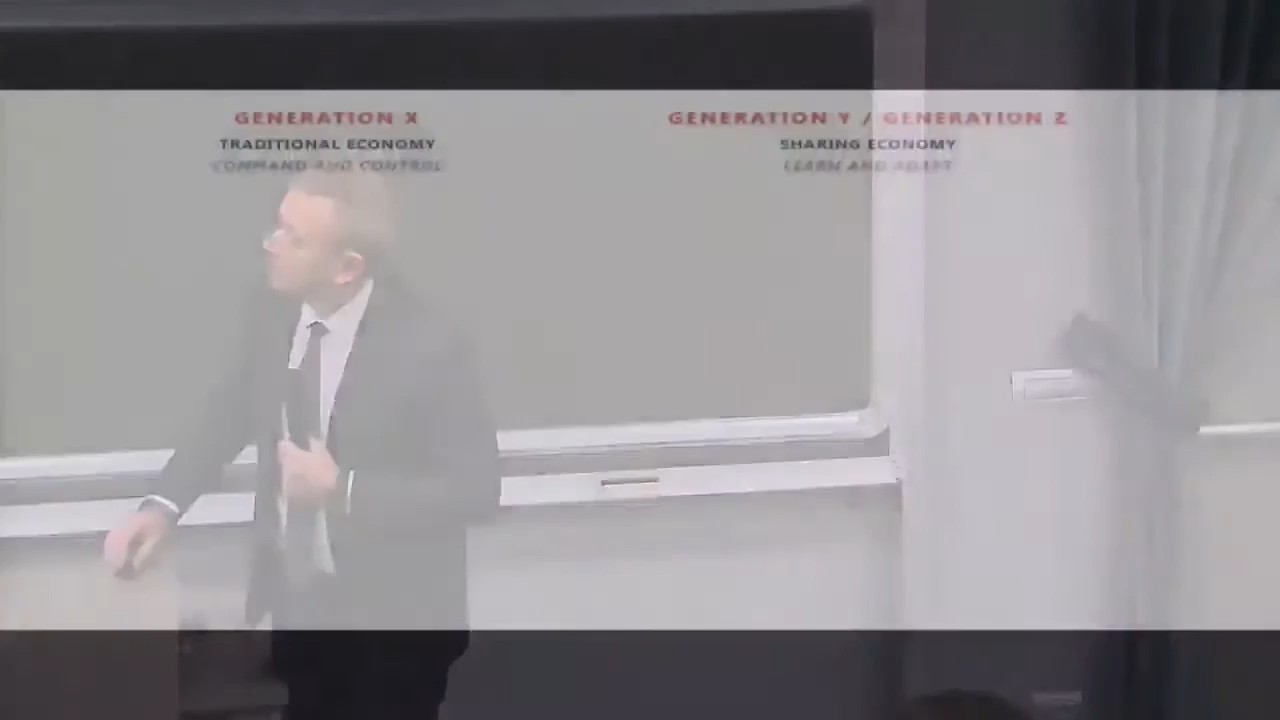 GENERATION X
TRADITIONAL ECONOMY
COMMAND AND CONTROL
GENERATION Y / GENERATION Z
SHARING ECONOMY
LEARN AND ADAPT